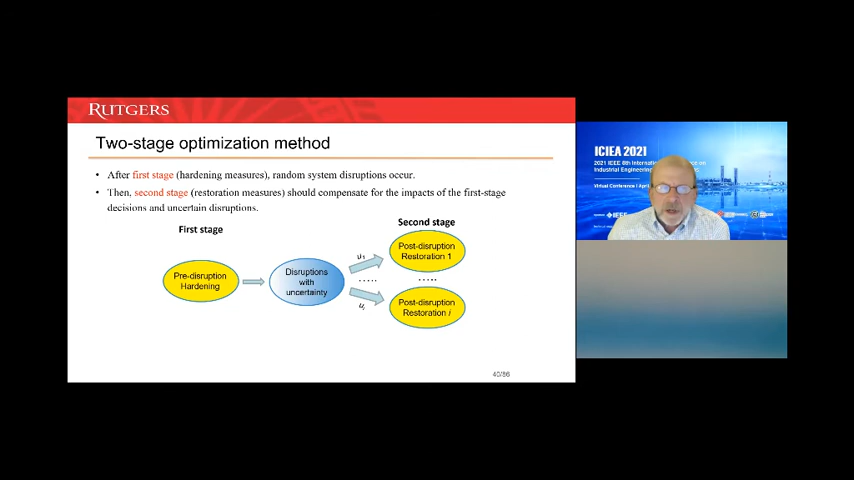 RUTGERS
Two-stage optimization method
• After first stage (hardening measures), random system disruptions occur.
• Then, second stage (restoration measures) should compensate for the impacts of the first-stage
decisions and uncertain disruptions.
First stage
Second stage
Pre-disruption
Hardening
Disruptions
with
uncertainty
υ₁
.....
uᵢ
Post-disruption
Restoration 1
.....
Post-disruption
Restoration i
40/86
ICIEA 2021
2021 IEEE 8th International
Industrial Engineering
Virtual Conference
IEEE